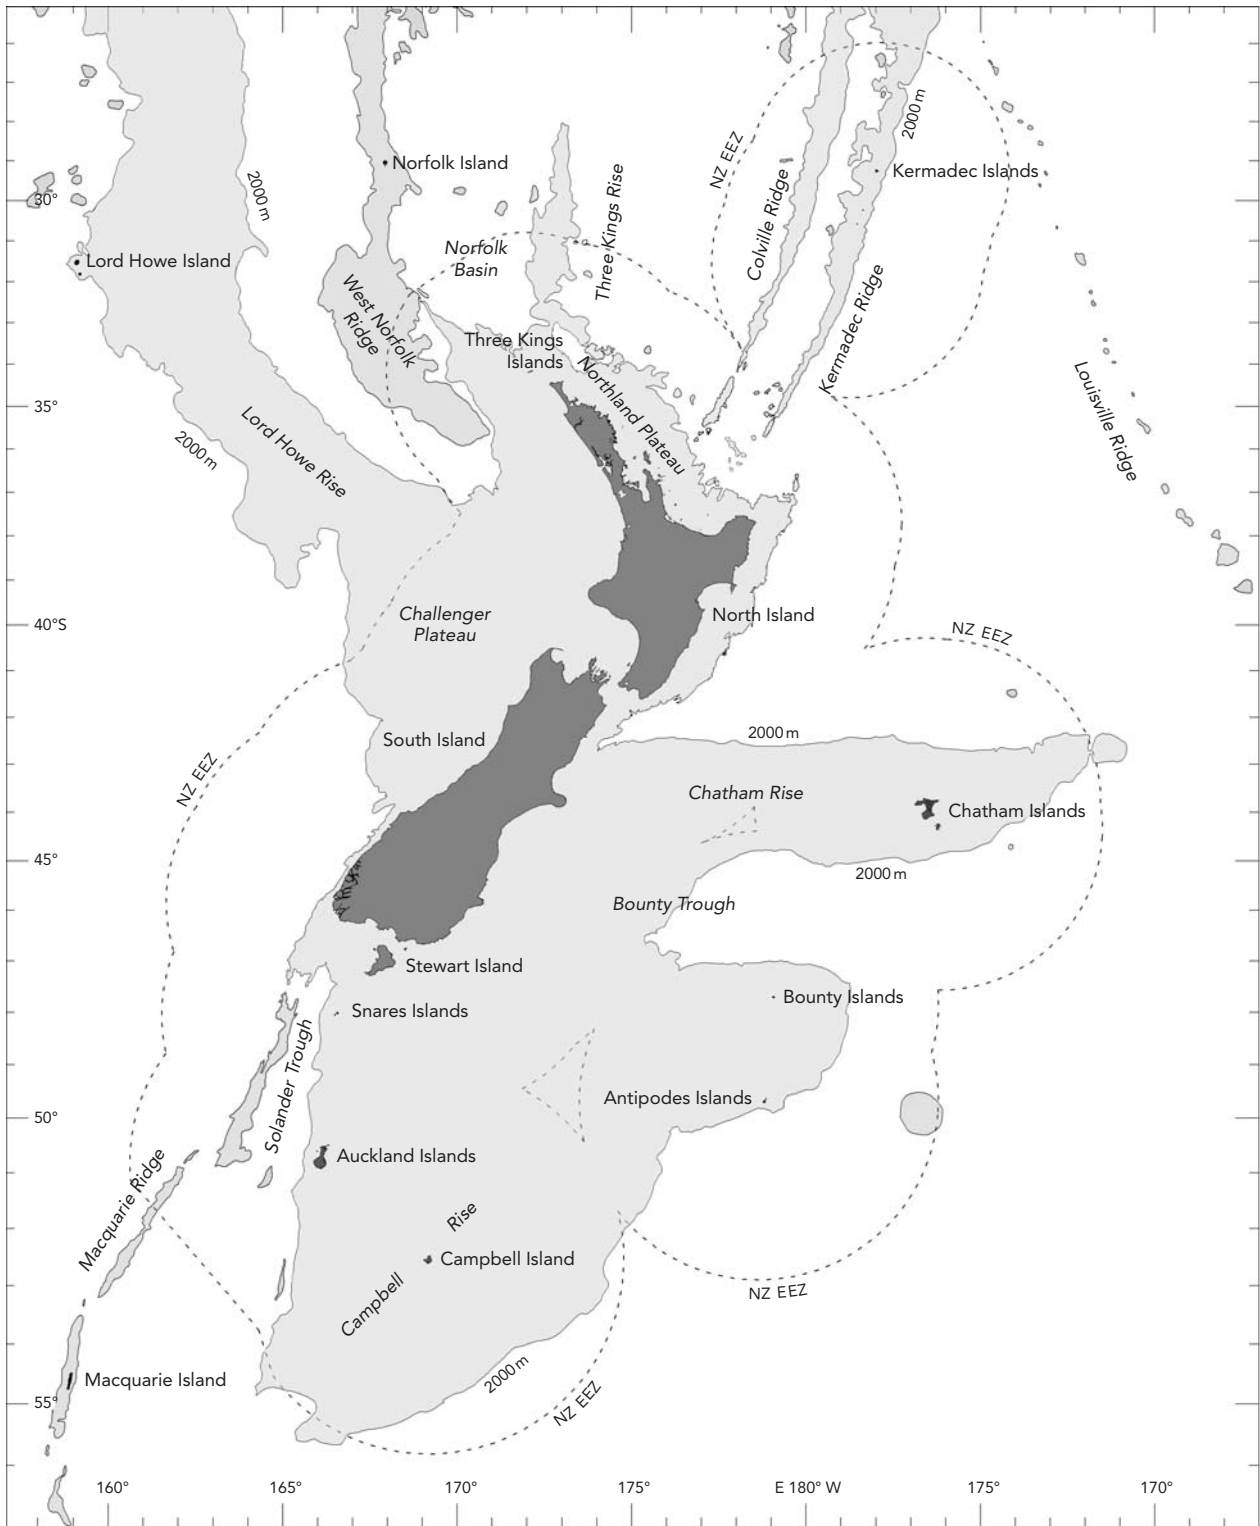 2000 m
NZ EEZ
Norfolk Island
Kermadec Islands
30°
2000 m
Three Kings Rise
Colville Ridge
Norfolk
Basin
Lord Howe Island
West Norfolk
Ridge
Kermadec Ridge
Three Kings
Islands
Northland Plateau
Louisville Ridge
35°
Lord Howe Rise
2000 m
Challenger
Plateau
North Island
40°S
NZ EEZ
South Island
2000 m
NZ EEZ
Chatham Rise
Chatham Islands
45°
2000 m
Bounty Trough
Stewart Island
Bounty Islands
Snares Islands
Solander Trough
Antipodes Islands
50°
Auckland Islands
Macquarie Ridge
Campbell Rise
Campbell Island
NZ EEZ
Macquarie Island
2000 m
NZ EEZ
55°
160°
165°
170°
175°
E 180° W
175°
170°